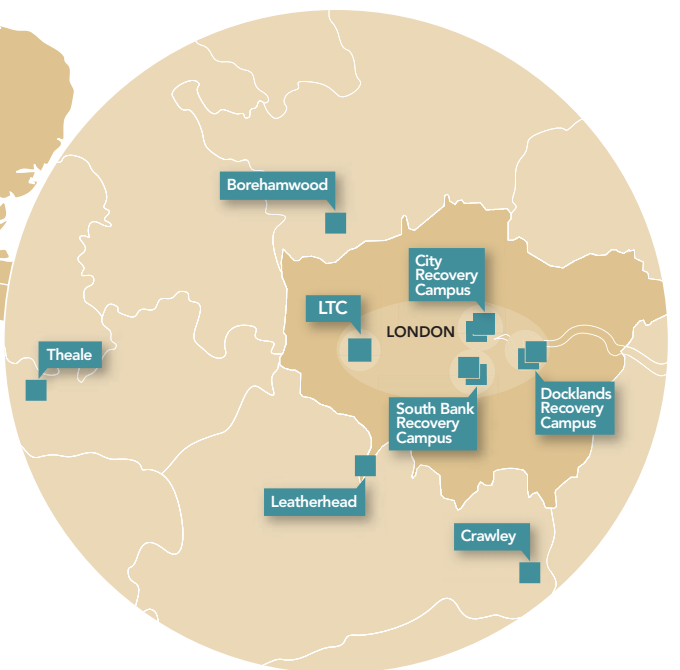 Borehamwood
City
Recovery
Campus
LTC
LONDON
Theale
Docklands
Recovery
Campus
South Bank
Recovery
Campus
Leatherhead
Crawley